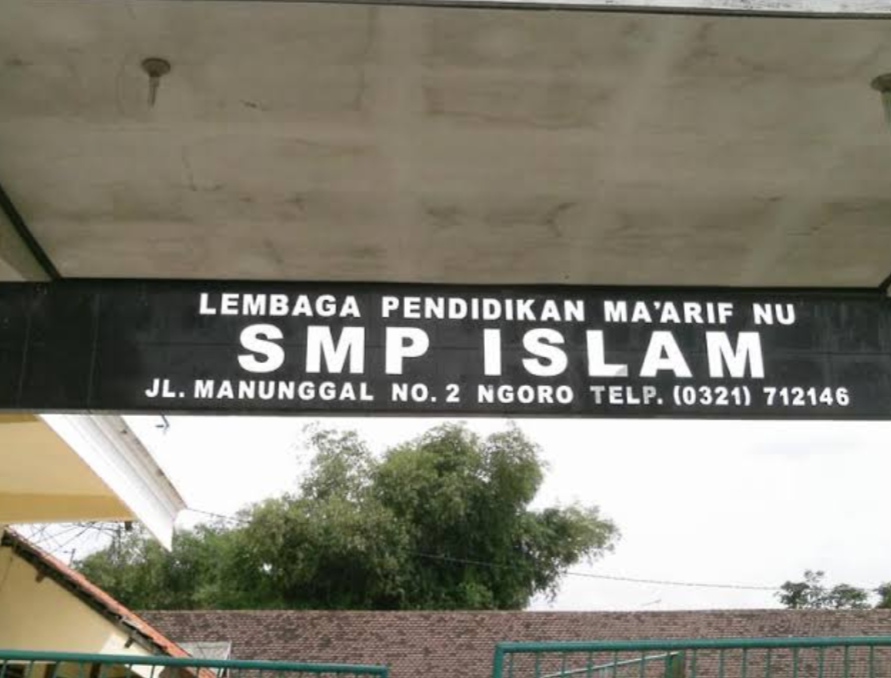 LEMBAGA PENDIDIKAN MA'ARIF NU
SMP ISLAM
JL. MANUNGGAL NO. 2 NGORO TELP. (0321) 712146